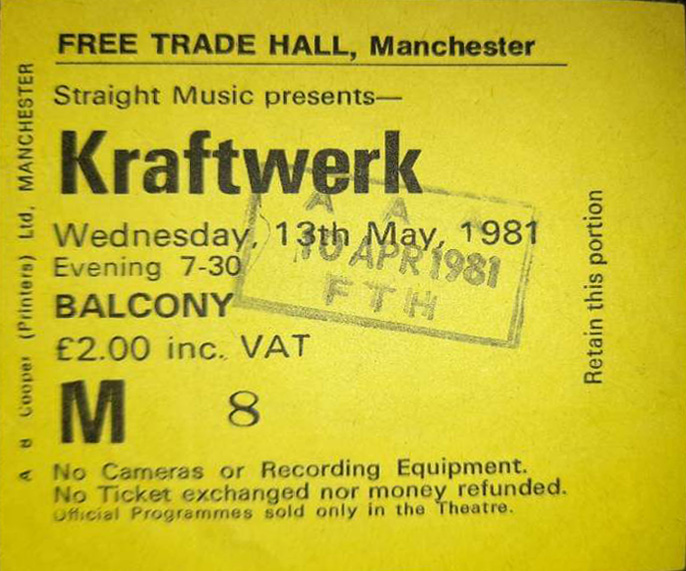 FREE TRADE HALL, Manchester
Straight Music presents—
Kraftwerk
Wednesday, 13th May, 1981
Evening 7-30
BALCONY
£2.00 inc. VAT
M 8
No Cameras or Recording Equipment.
No Ticket exchanged nor money refunded.
Official Programmes sold only in the Theatre.
A B Cooper (Printers) Ltd, MANCHESTER
Retain this portion
A A A
10 APR 1981
FTH